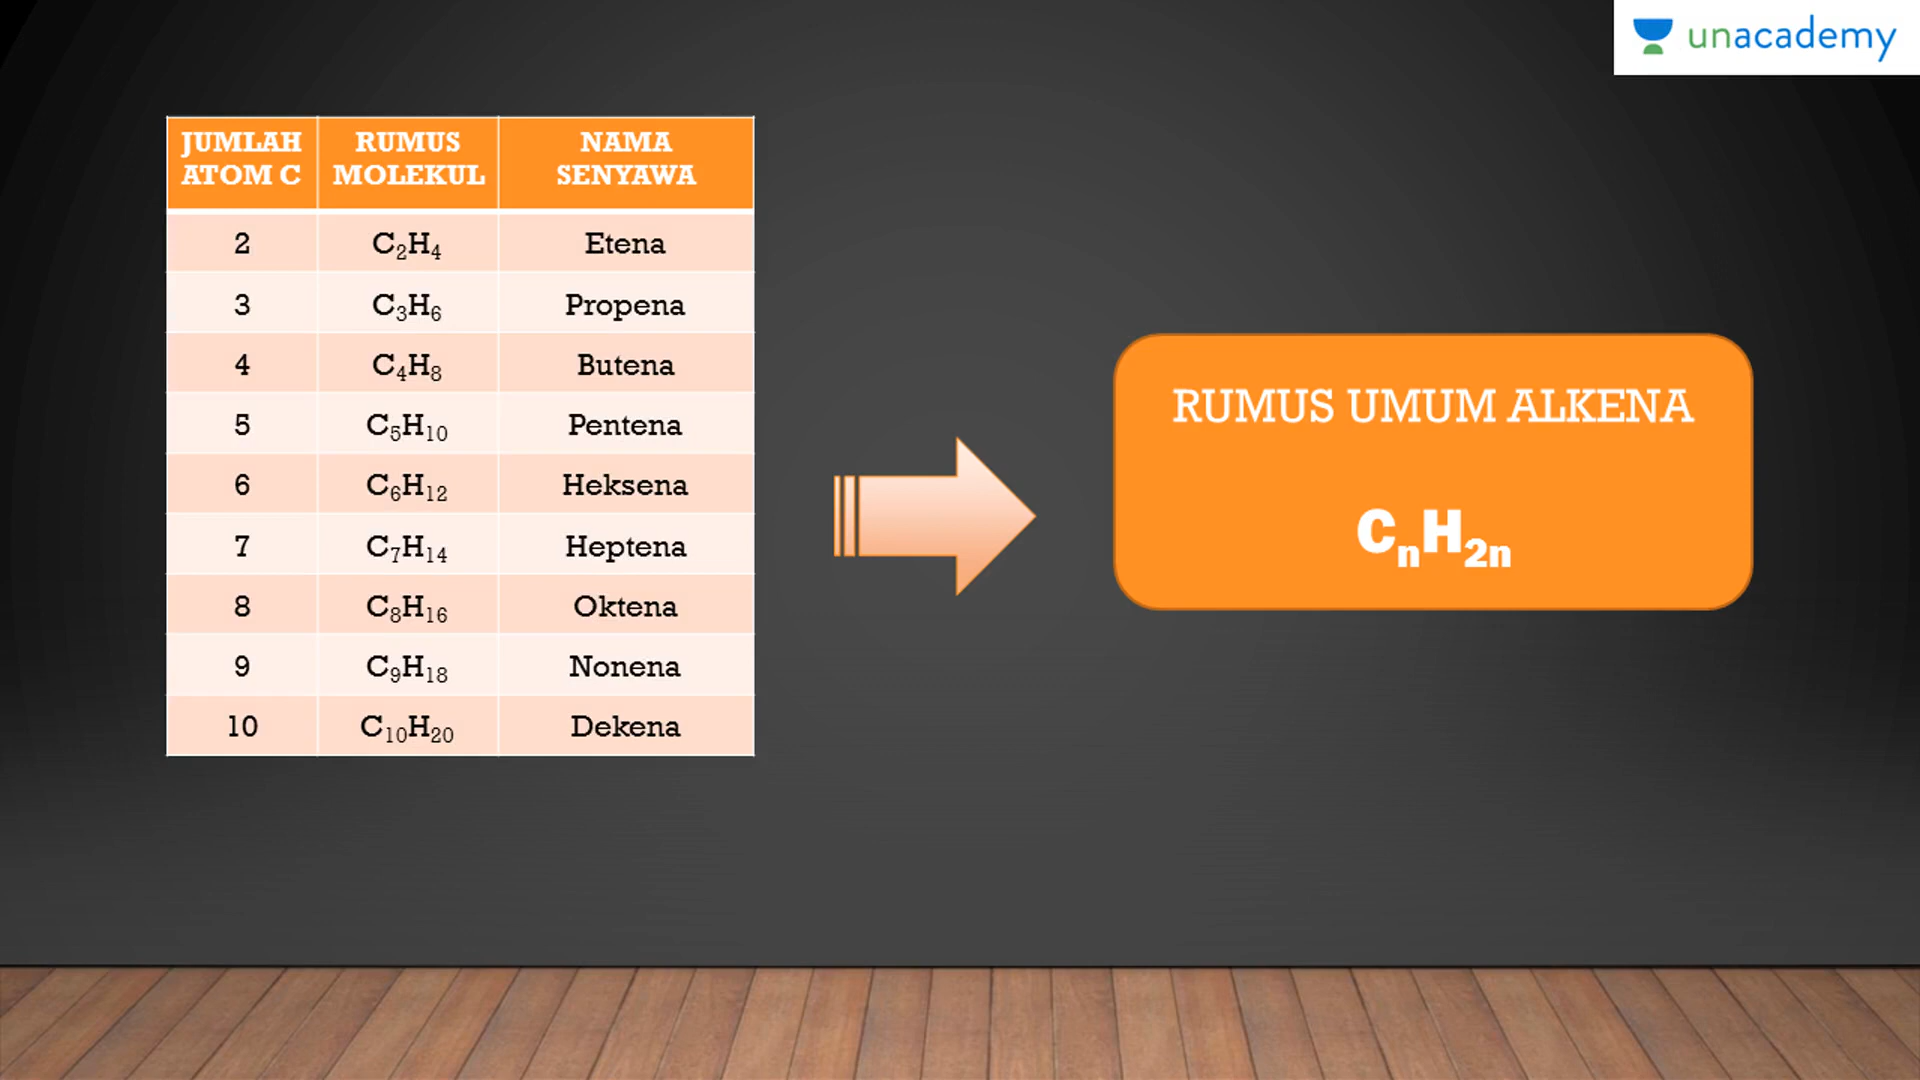 unacademy
JUMLAH ATOM C RUMUS MOLEKUL NAMA SENYAWA
2 C₂H₄ Etena
3 C₃H₆ Propena
4 C₄H₈ Butena
5 C₅H₁₀ Pentena
6 C₆H₁₂ Heksena
7 C₇H₁₄ Heptena
8 C₈H₁₆ Oktena
9 C₉H₁₈ Nonena
10 C₁₀H₂₀ Dekena
RUMUS UMUM ALKENA
CₙH₂ₙ